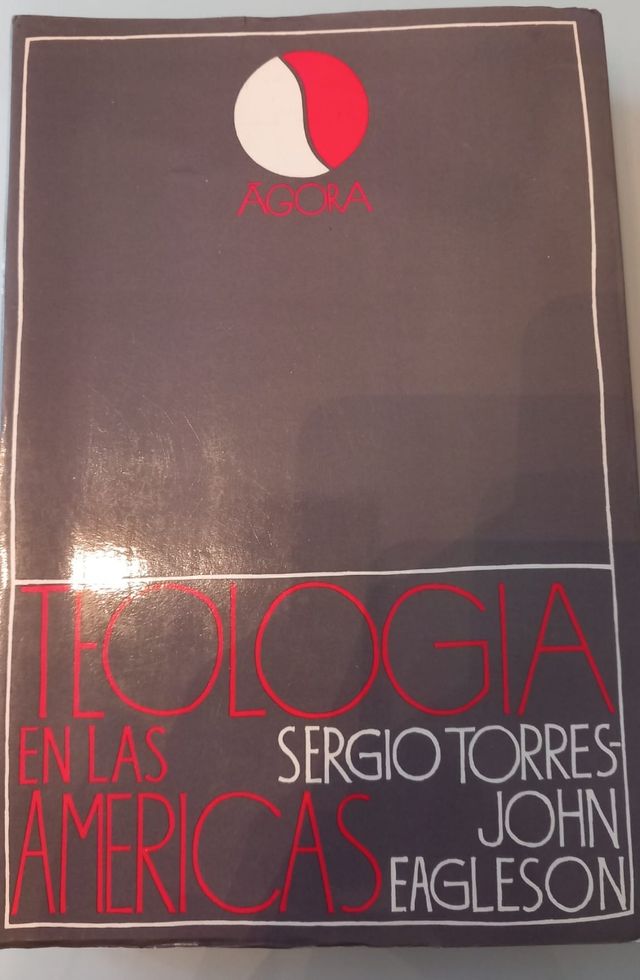 ÁGORA
TEOLOGIA
EN LAS
AMERICAS
SERGIO TORRES-
JOHN
EAGLESON